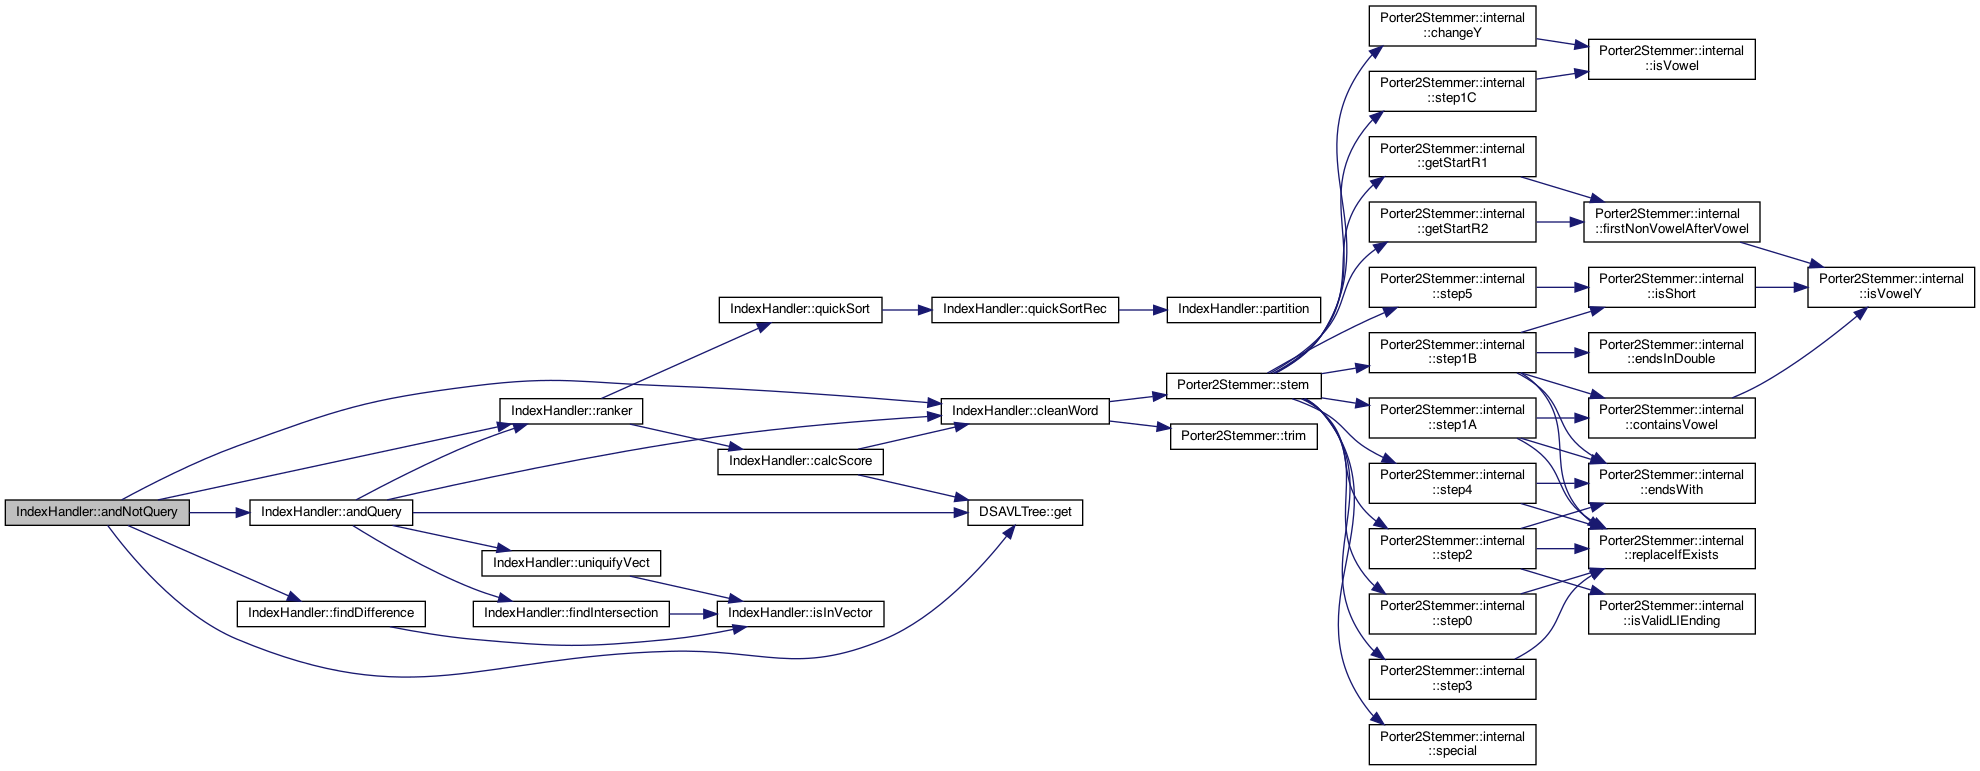 IndexHandler::andNotQuery
IndexHandler::andQuery
IndexHandler::findDifference
IndexHandler::ranker
IndexHandler::uniquifyVect
IndexHandler::findIntersection
IndexHandler::quickSort
IndexHandler::calcScore
IndexHandler::isInVector
IndexHandler::quickSortRec
IndexHandler::cleanWord
DSAVLTree::get
IndexHandler::partition
Porter2Stemmer::stem
Porter2Stemmer::trim
Porter2Stemmer::internal
::changeY
Porter2Stemmer::internal
::step1C
Porter2Stemmer::internal
::getStartR1
Porter2Stemmer::internal
::getStartR2
Porter2Stemmer::internal
::step5
Porter2Stemmer::internal
::step1B
Porter2Stemmer::internal
::step1A
Porter2Stemmer::internal
::step4
Porter2Stemmer::internal
::step2
Porter2Stemmer::internal
::step0
Porter2Stemmer::internal
::step3
Porter2Stemmer::internal
::special
Porter2Stemmer::internal
::isVowel
Porter2Stemmer::internal
::firstNonVowelAfterVowel
Porter2Stemmer::internal
::isShort
Porter2Stemmer::internal
::endsInDouble
Porter2Stemmer::internal
::containsVowel
Porter2Stemmer::internal
::endsWith
Porter2Stemmer::internal
::replaceIfExists
Porter2Stemmer::internal
::isValidLIEnding
Porter2Stemmer::internal
::isVowelY